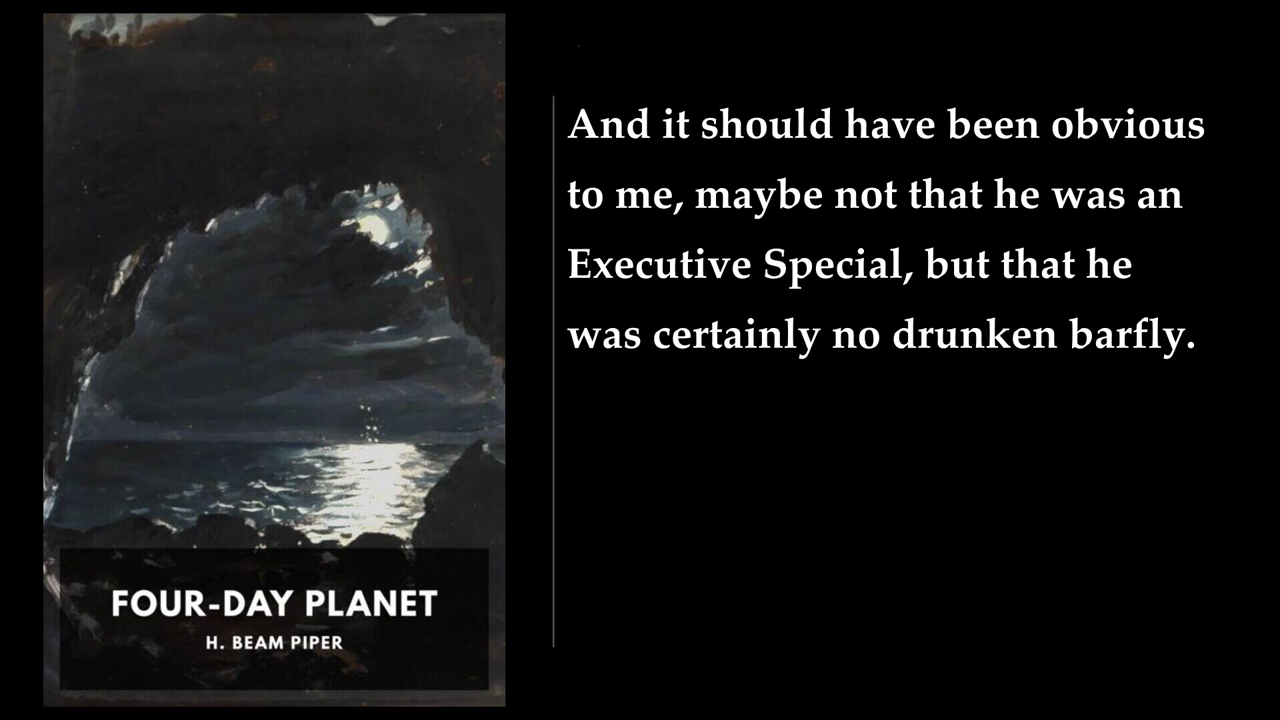 FOUR-DAY PLANET
H. BEAM PIPER
And it should have been obvious
to me, maybe not that he was an
Executive Special, but that he
was certainly no drunken barfly.